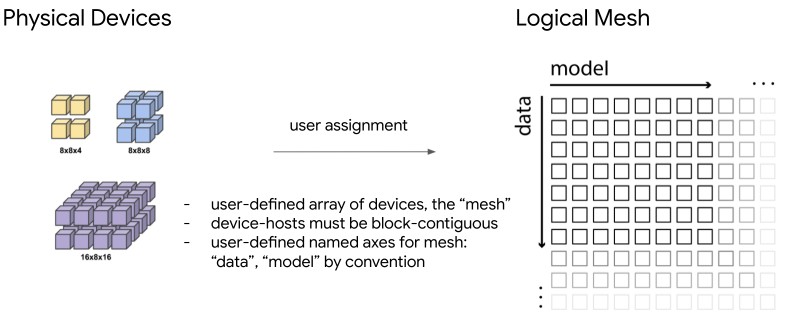 Physical Devices
Logical Mesh
model
...
data
8x8x4
8x8x8
16x8x16
user assignment
- user-defined array of devices, the “mesh”
- device-hosts must be block-contiguous
- user-defined named axes for mesh:
“data”, “model” by convention
...